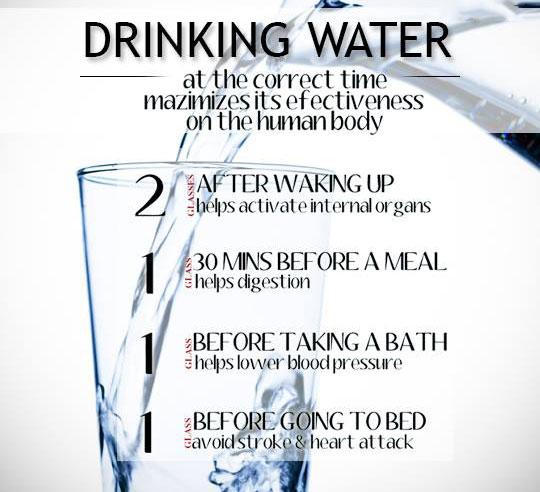 DRINKING WATER
at the correct time
mazimizes its efectiveness
on the human body
2 GLASSES AFTER WAKING UP
helps activate internal organs
1 GLASS 30 MINS BEFORE A MEAL
helps digestion
1 GLASS BEFORE TAKING A BATH
helps lower blood pressure
1 GLASS BEFORE GOING TO BED
avoid stroke & heart attack